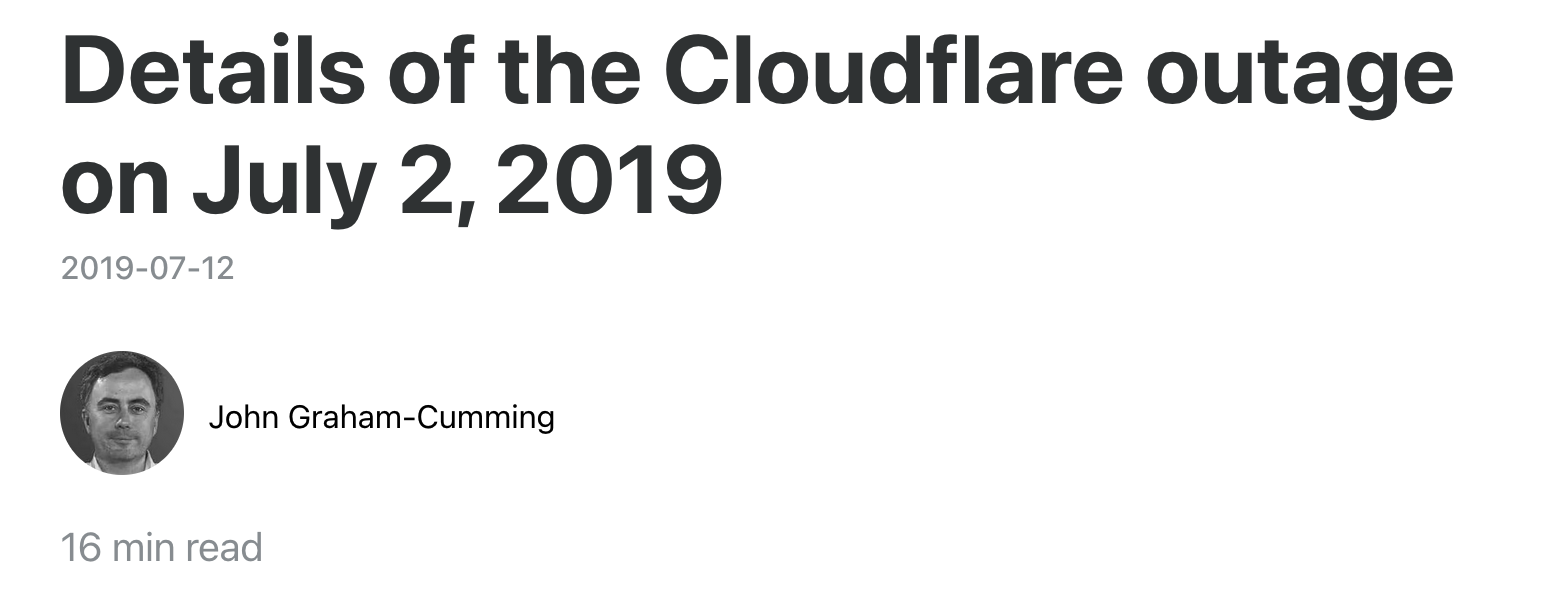 Details of the Cloudflare outage
on July 2, 2019
2019-07-12
John Graham-Cumming
16 min read